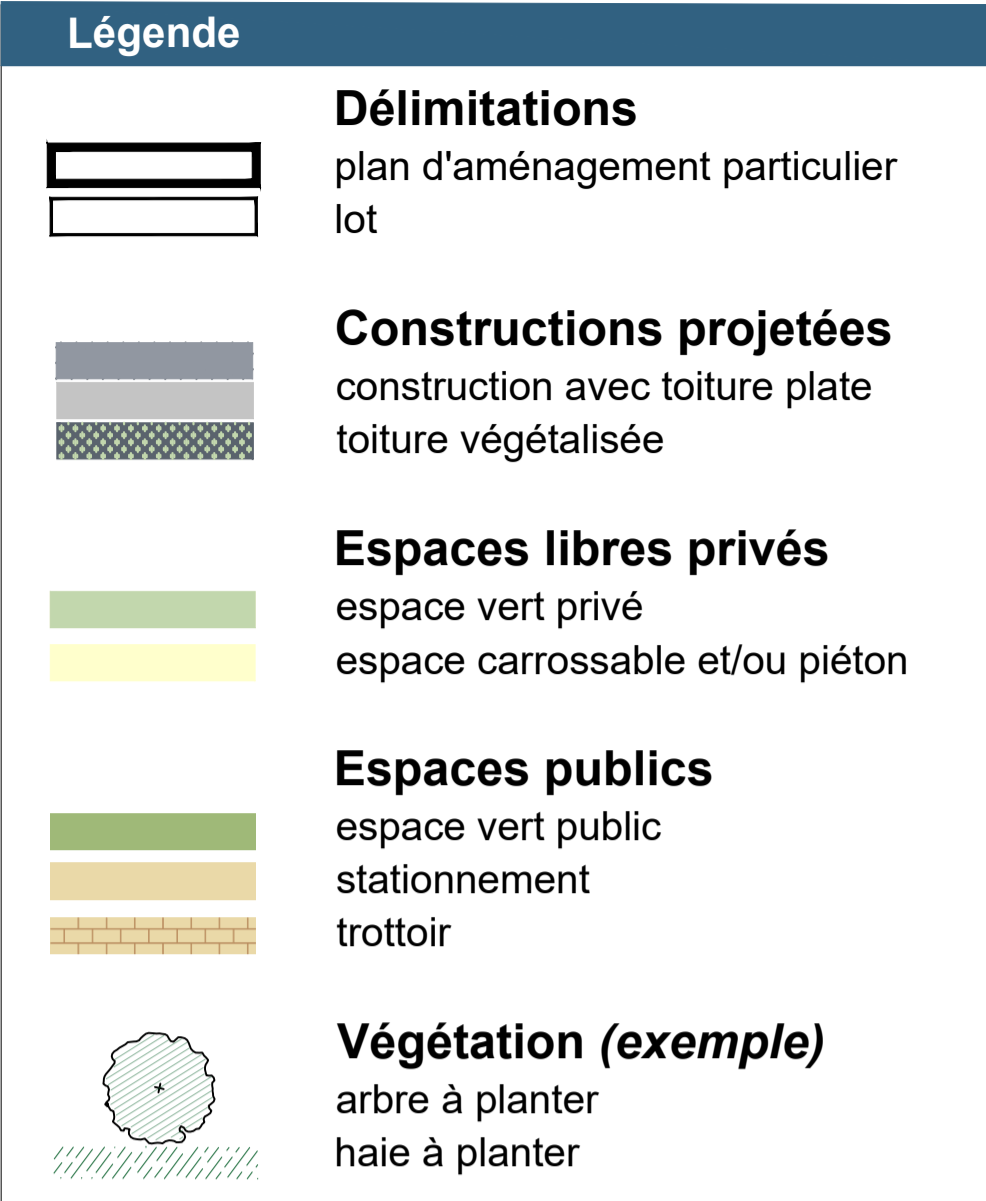 Légende
Délimitations
plan d'aménagement particulier
lot
Constructions projetées
construction avec toiture plate
toiture végétalisée
Espaces libres privés
espace vert privé
espace carrossable et/ou piéton
Espaces publics
espace vert public
stationnement
trottoir
Végétation (exemple)
arbre à planter
haie à planter